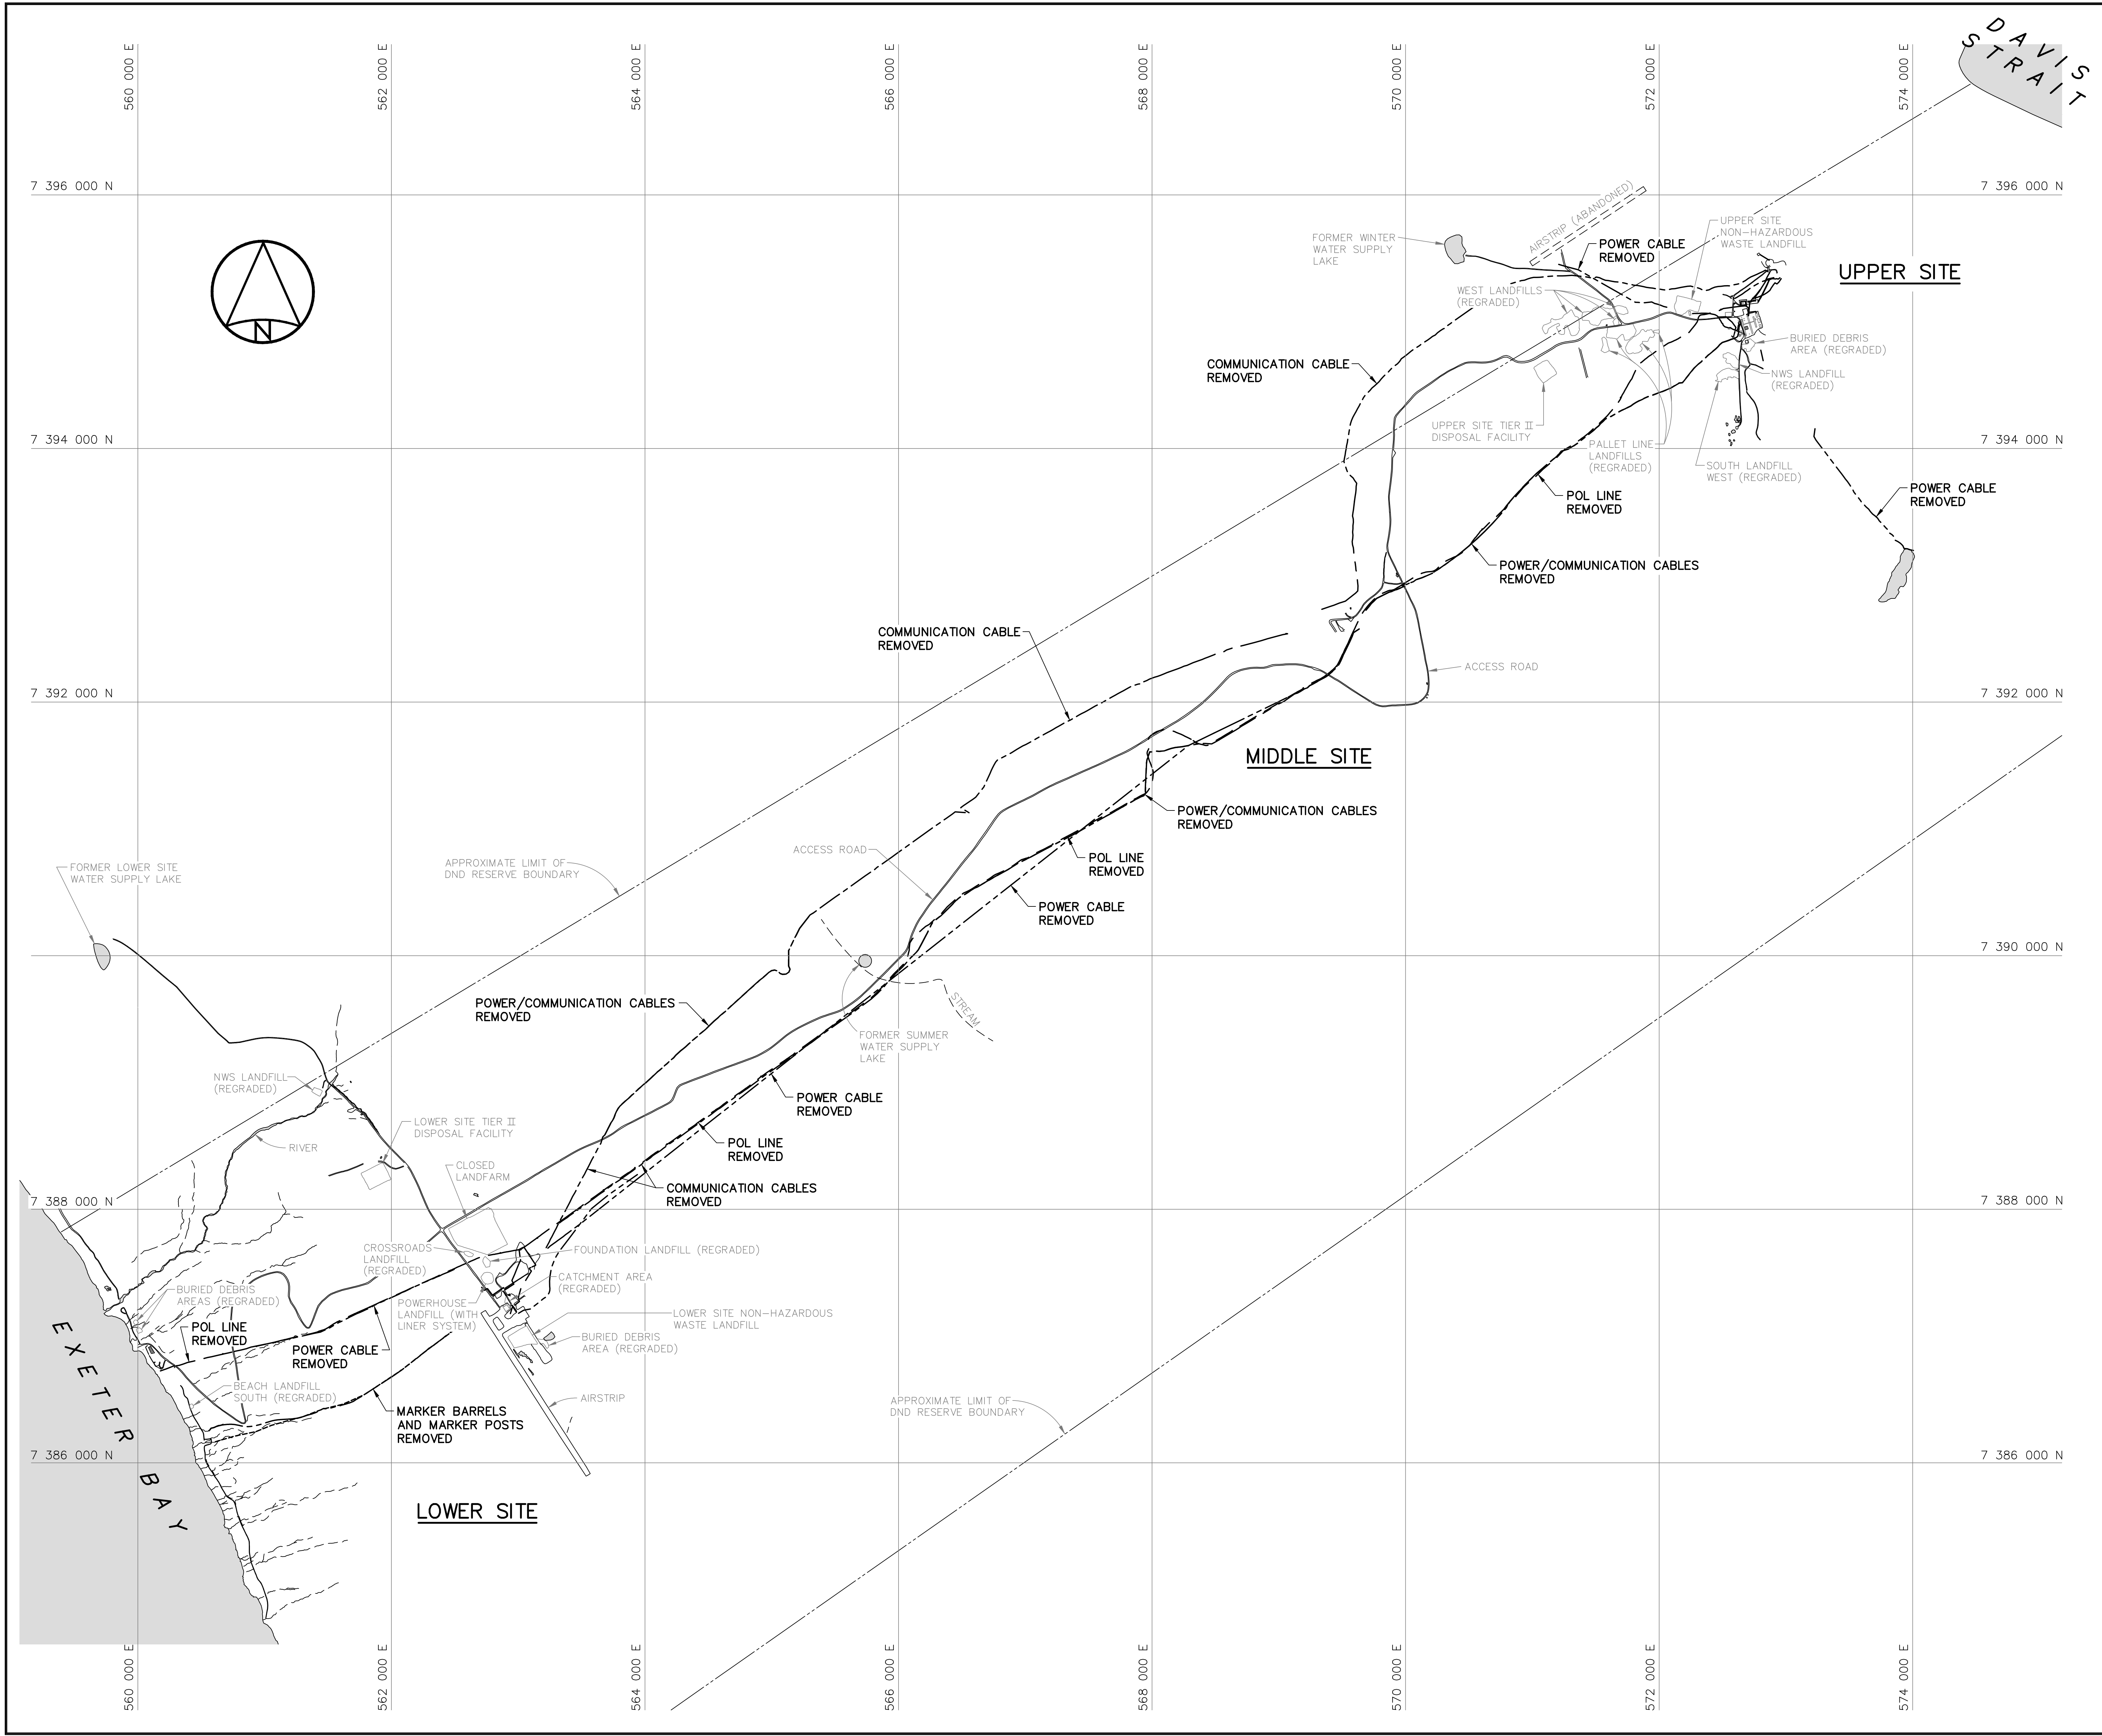 DAVIS
STRAIT
560 000 E
562 000 E
564 000 E
566 000 E
568 000 E
570 000 E
572 000 E
574 000 E
7 396 000 N
7 396 000 N
N
AIRSTRIP (ABANDONED)
FORMER WINTER
WATER SUPPLY
LAKE
POWER CABLE
REMOVED
UPPER SITE
NON-HAZARDOUS
WASTE LANDFILL
UPPER SITE
WEST LANDFILLS
(REGRADED)
BURIED DEBRIS
AREA (REGRADED)
COMMUNICATION CABLE
REMOVED
NWS LANDFILL
(REGRADED)
UPPER SITE TIER II
DISPOSAL FACILITY
7 394 000 N
7 394 000 N
PALLET LINE
LANDFILLS
(REGRADED)
SOUTH LANDFILL
WEST (REGRADED)
POL LINE
REMOVED
POWER CABLE
REMOVED
POWER/COMMUNICATION CABLES
REMOVED
COMMUNICATION CABLE
REMOVED
ACCESS ROAD
7 392 000 N
7 392 000 N
MIDDLE SITE
POWER/COMMUNICATION CABLES
REMOVED
ACCESS ROAD
POL LINE
REMOVED
FORMER LOWER SITE
WATER SUPPLY LAKE
APPROXIMATE LIMIT OF
DND RESERVE BOUNDARY
POWER CABLE
REMOVED
7 390 000 N
7 390 000 N
POWER/COMMUNICATION CABLES
REMOVED
STREAM
FORMER SUMMER
WATER SUPPLY
LAKE
NWS LANDFILL
(REGRADED)
POWER CABLE
REMOVED
LOWER SITE TIER II
DISPOSAL FACILITY
RIVER
POL LINE
REMOVED
CLOSED
LANDFARM
COMMUNICATION CABLES
REMOVED
7 388 000 N
7 388 000 N
CROSSROADS
LANDFILL
(REGRADED)
FOUNDATION LANDFILL (REGRADED)
CATCHMENT AREA
(REGRADED)
BURIED DEBRIS
AREAS (REGRADED)
POWERHOUSE
LANDFILL (WITH
LINER SYSTEM)
LOWER SITE NON-HAZARDOUS
WASTE LANDFILL
POL LINE
REMOVED
BURIED DEBRIS
AREA (REGRADED)
POWER CABLE
REMOVED
BEACH LANDFILL
SOUTH (REGRADED)
AIRSTRIP
MARKER BARRELS
AND MARKER POSTS
REMOVED
APPROXIMATE LIMIT OF
DND RESERVE BOUNDARY
EXETER BAY
7 386 000 N
7 386 000 N
LOWER SITE
560 000 E
562 000 E
564 000 E
566 000 E
568 000 E
570 000 E
572 000 E
574 000 E